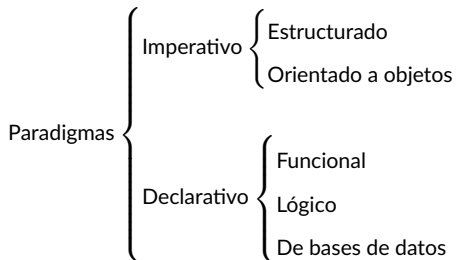 Paradigmas
Imperativo
Estructurado
Orientado a objetos
Declarativo
Funcional
Lógico
De bases de datos